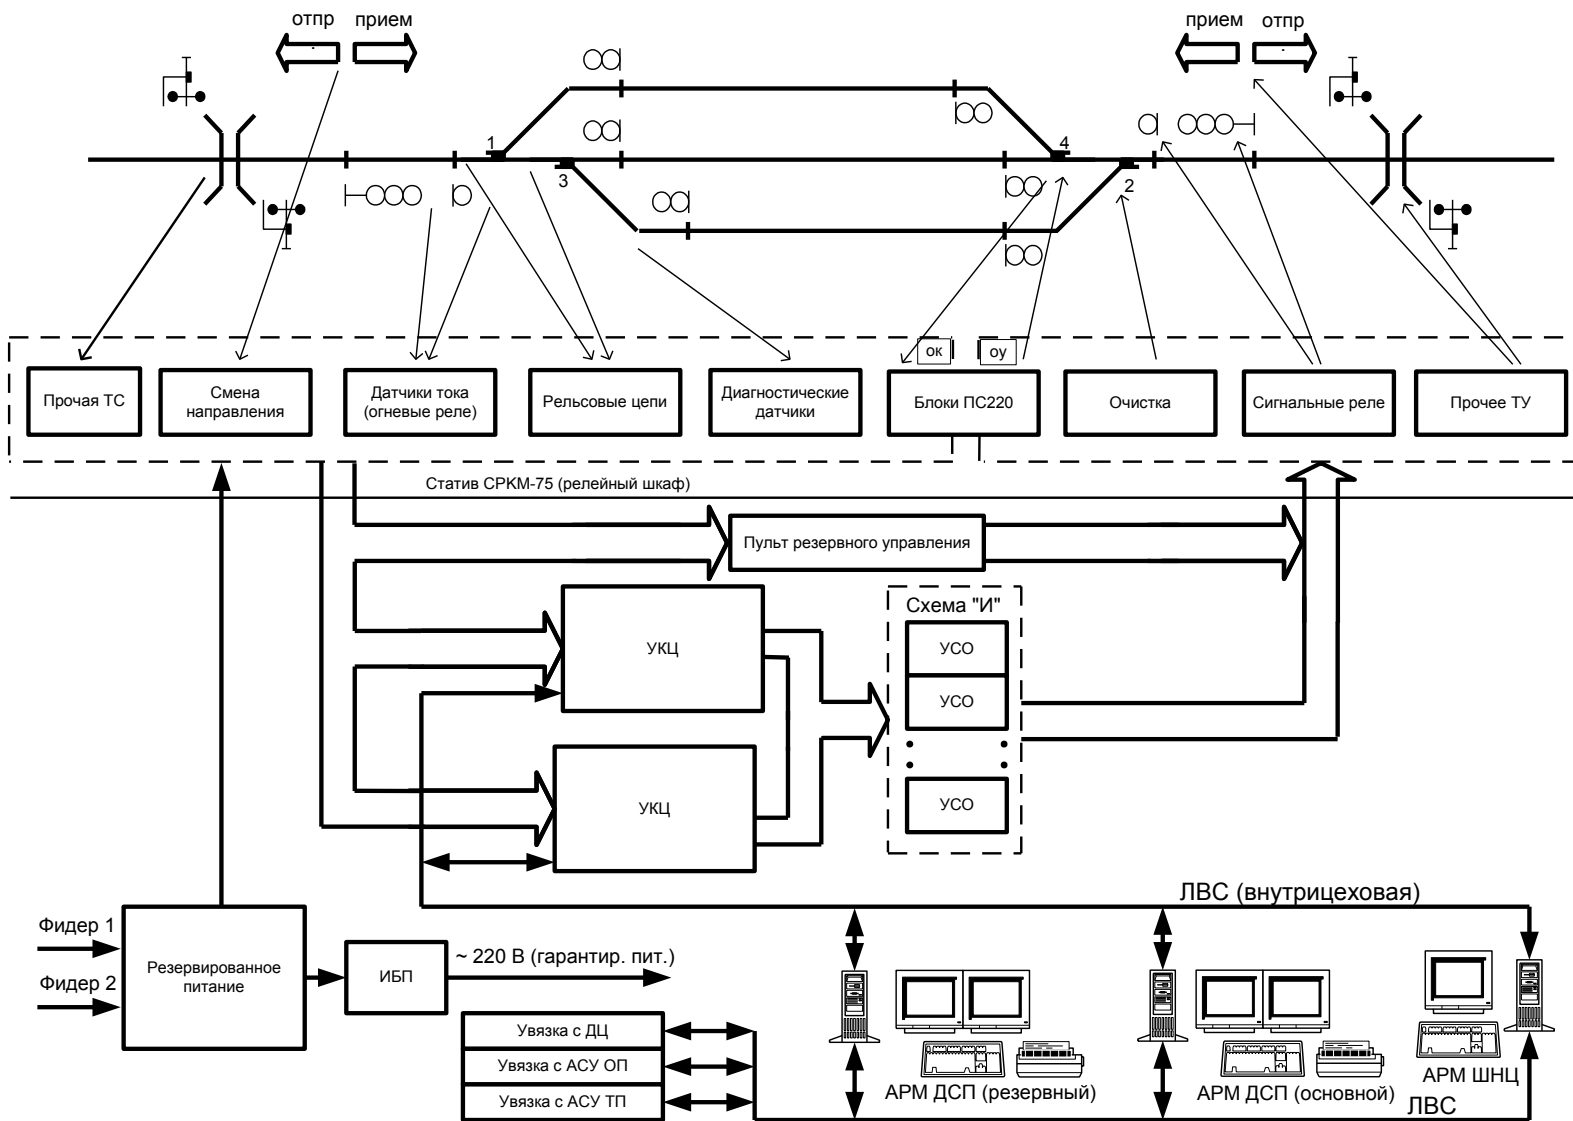 отпр
прием
прием
отпр
1
4
3
2
ок
оу
Прочая ТС
Смена
направления
Датчики тока
(огневые реле)
Рельсовые цепи
Диагностические
датчики
Блоки ПС220
Очистка
Сигнальные реле
Прочее ТУ
Статив СРКМ-75 (релейный шкаф)
Пульт резервного управления
Схема "И"
УКЦ
УСО
УСО
УКЦ
УСО
ЛВС (внутрицеховая)
Фидер 1
Фидер 2
Резервированное
питание
ИБП
~ 220 В (гарантир. пит.)
Увязка с ДЦ
Увязка с АСУ ОП
Увязка с АСУ ТП
АРМ ДСП (резервный)
АРМ ДСП (основной)
АРМ ШНЦ
ЛВС